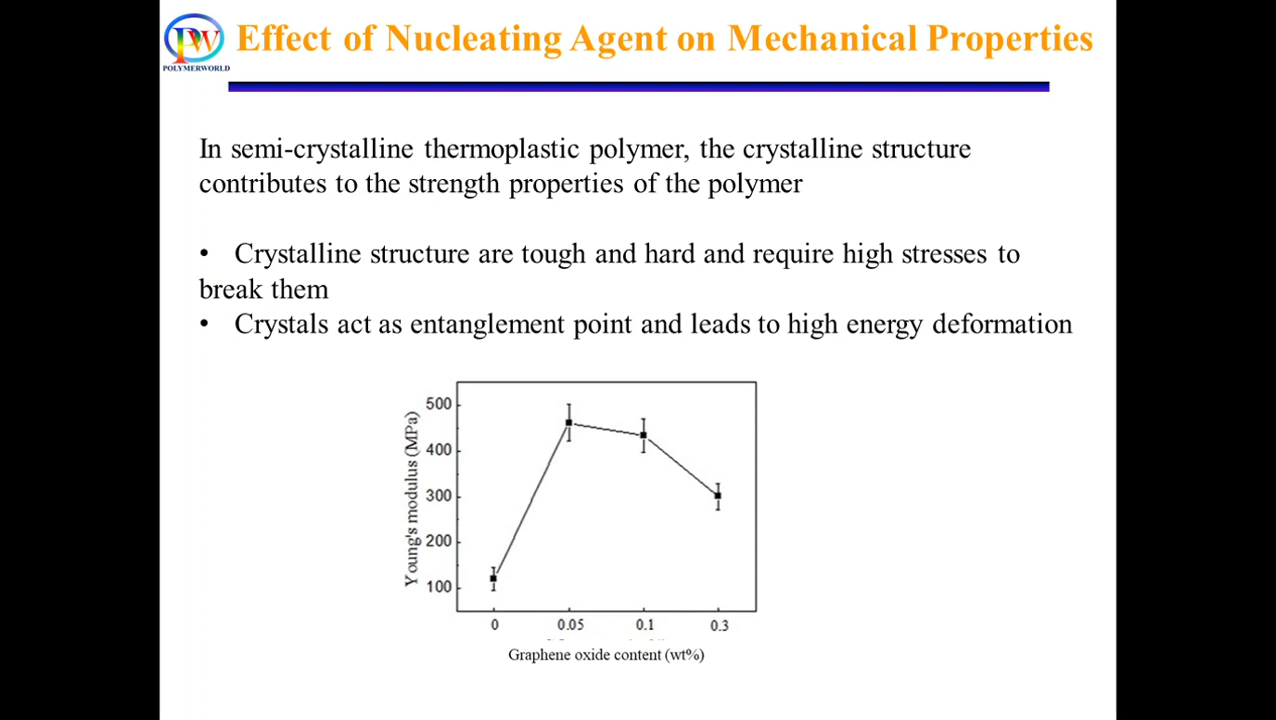 PW
POLYMERWORLD
Effect of Nucleating Agent on Mechanical Properties
In semi-crystalline thermoplastic polymer, the crystalline structure
contributes to the strength properties of the polymer
• Crystalline structure are tough and hard and require high stresses to
break them
• Crystals act as entanglement point and leads to high energy deformation
Young's modulus (MPa)
500
400
300
200
100
0 0.05 0.1 0.3
Graphene oxide content (wt%)